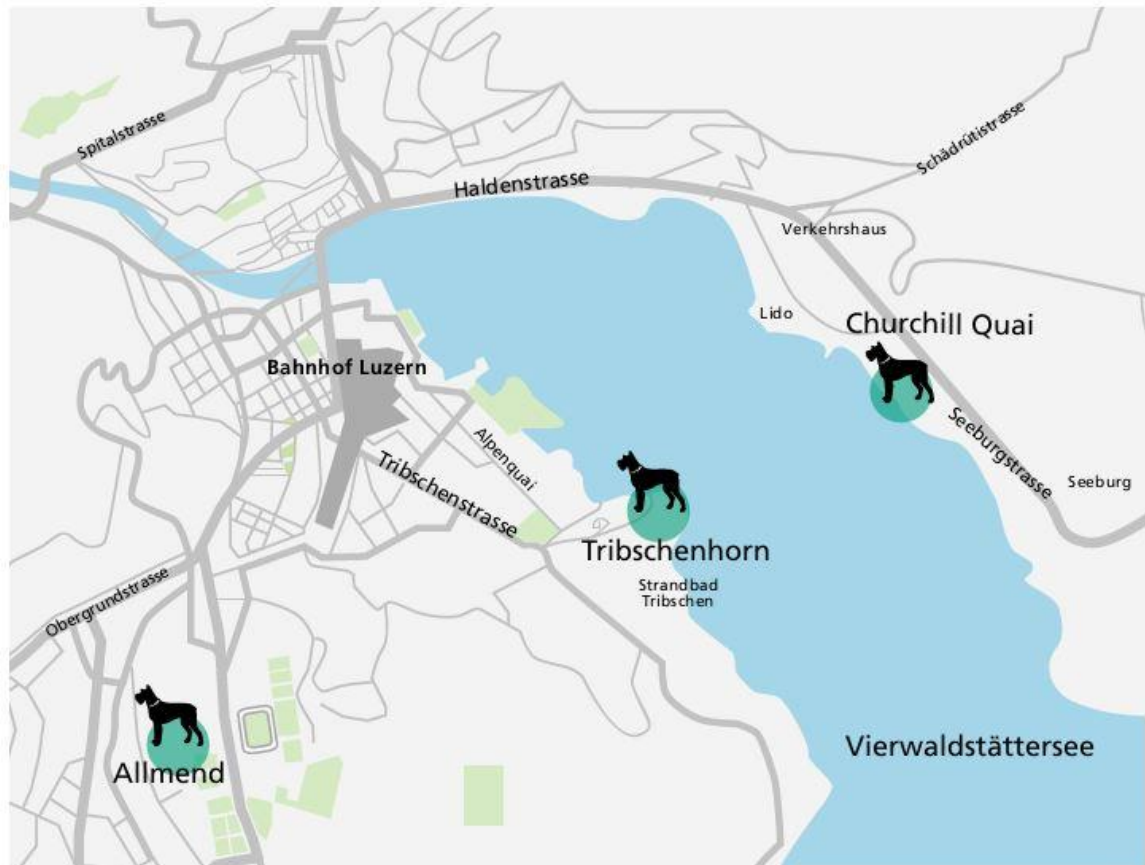 Spitalstrasse
Haldenstrasse
Schädrütistrasse
Verkehrshaus
Lido
Churchill Quai
Bahnhof Luzern
Alpenquai
Tribschenstrasse
Seeburgstrasse
Seeburg
Tribschenhorn
Strandbad
Tribschen
Obergrundstrasse
Allmend
Vierwaldstättersee